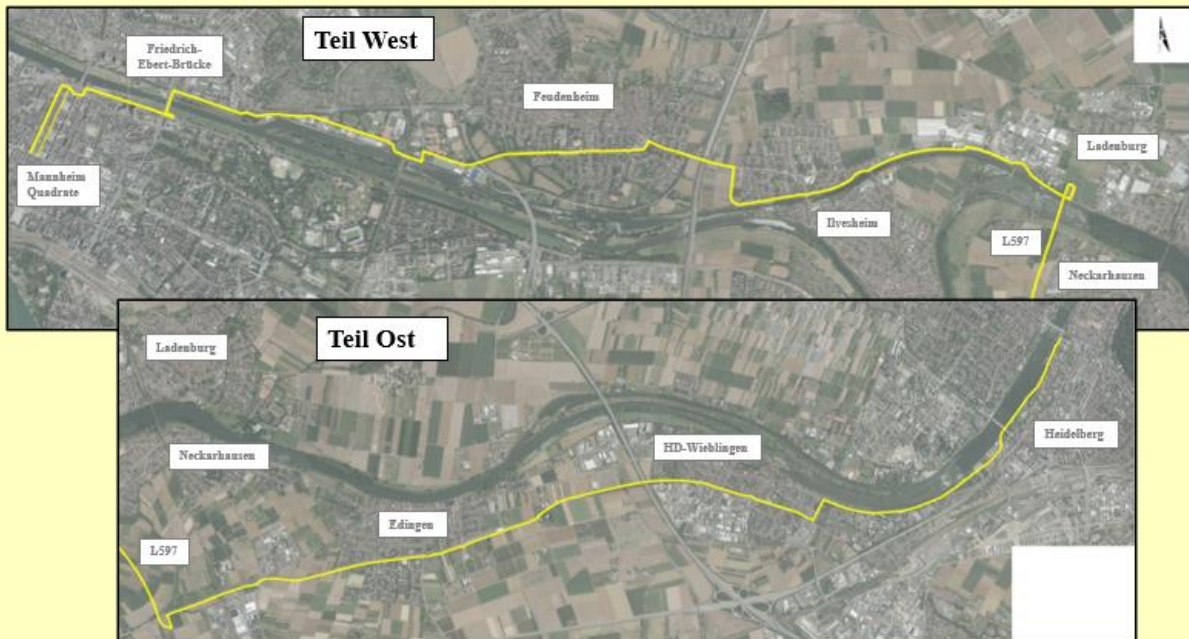 Teil West
Friedrich-
Ebert-Brücke
Feudenheim
Ladenburg
Mannheim
Quadrate
Ilvesheim
L597
Neckarhausen
Teil Ost
Ladenburg
HD-Wieblingen
Heidelberg
Neckarhausen
Edingen
L597